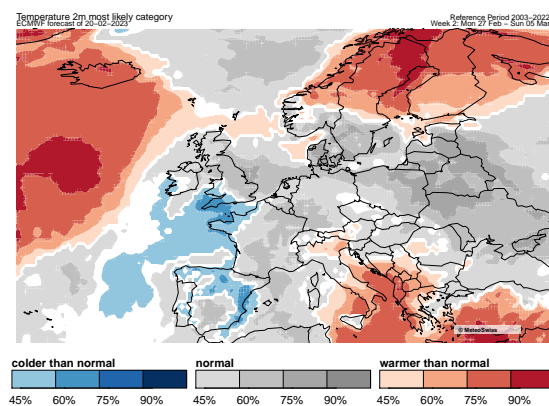 Temperature 2m most likely category
Reference Period 2003–2022
ECMWF forecast of 20–02–2023
Week 2: Mon 27 Feb – Sun 05 Mar
© MeteoSwiss
colder than normal normal warmer than normal
45% 60% 75% 90% 45% 60% 75% 90% 45% 60% 75% 90%